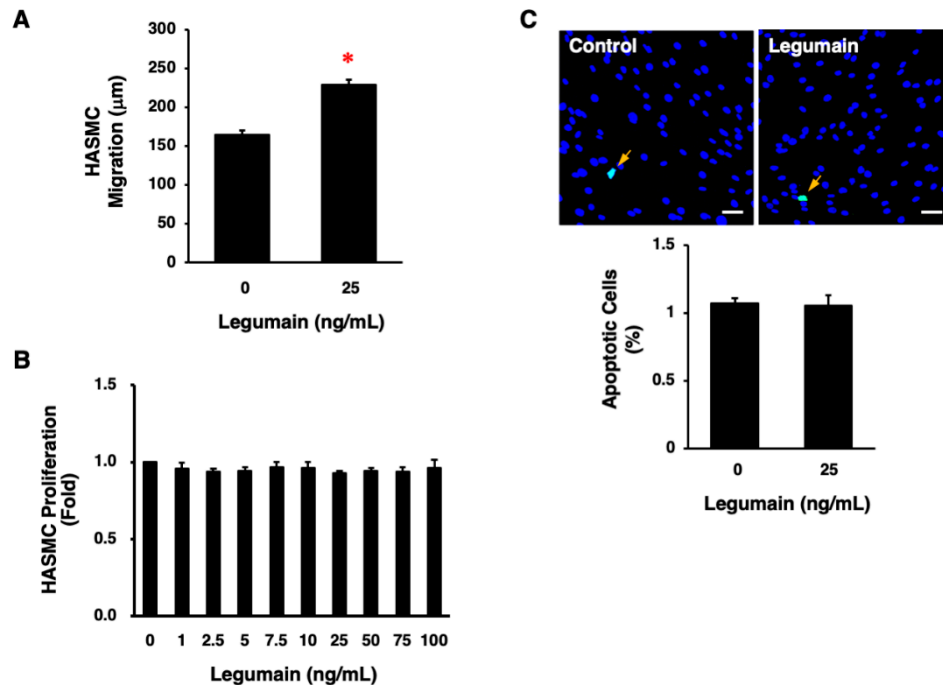 A
300
250
200
150
100
50
0
HASMC
Migration (μm)
*
0 25
Legumain (ng/mL)
B
1.5
1.0
0.5
0.0
HASMC Proliferation
(Fold)
0 1 2.5 5 7.5 10 25 50 75 100
Legumain (ng/mL)
C
Control
Legumain
1.5
1
0.5
0
Apoptotic Cells
(%)
0 25
Legumain (ng/mL)